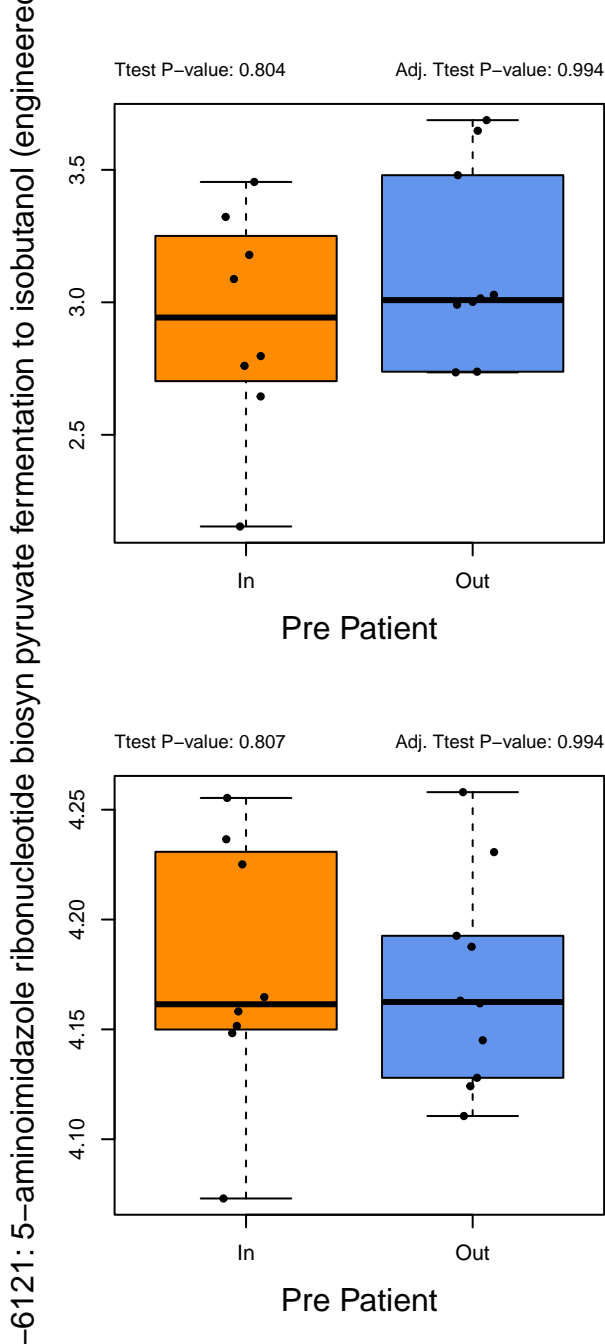 pyruvate fermentation to isobutanol (engineered
Ttest P−value: 0.804
Adj. Ttest P−value: 0.994
3.5
3.0
2.5
In
Out
Pre Patient
−6121: 5−aminoimidazole ribonucleotide biosyn
Ttest P−value: 0.807
Adj. Ttest P−value: 0.994
4.25
4.20
4.15
4.10
In
Out
Pre Patient